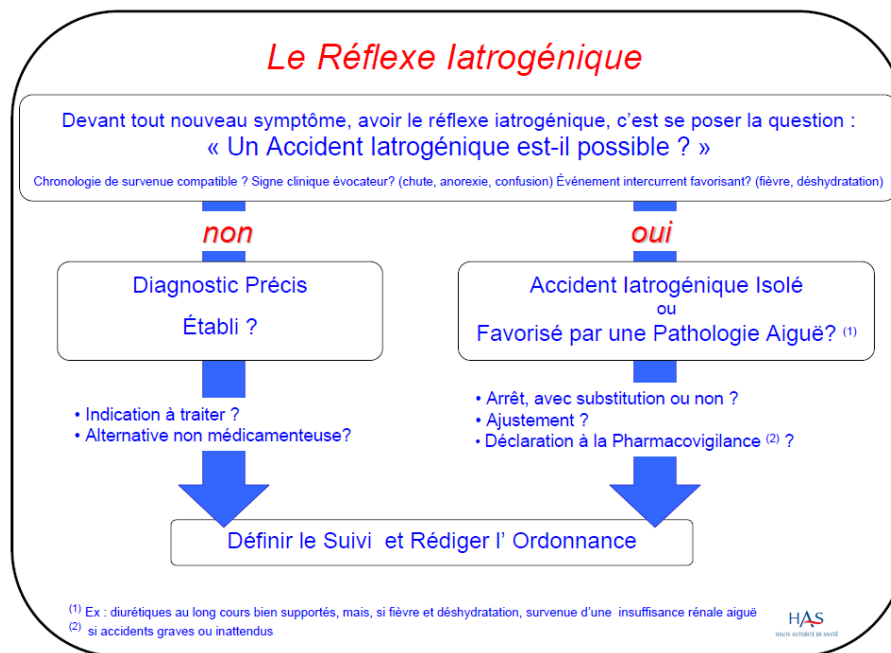 Le Réflexe Iatrogénique
Devant tout nouveau symptôme, avoir le réflexe iatrogénique, c'est se poser la question :
« Un Accident Iatrogénique est-il possible ? »
Chronologie de survenue compatible ? Signe clinique évocateur? (chute, anorexie, confusion) Événement intercurrent favorisant? (fièvre, déshydratation)
non
Diagnostic Précis
Établi ?
• Indication à traiter ?
• Alternative non médicamenteuse?
oui
Accident Iatrogénique Isolé
ou
Favorisé par une Pathologie Aiguë? (1)
• Arrêt, avec substitution ou non ?
• Ajustement ?
• Déclaration à la Pharmacovigilance (2) ?
Définir le Suivi et Rédiger l' Ordonnance
(1) Ex : diurétiques au long cours bien supportés, mais, si fièvre et déshydratation, survenue d'une insuffisance rénale aiguë
(2) si accidents graves ou inattendus
HAS
HAUTE AUTORITÉ DE SANTÉ